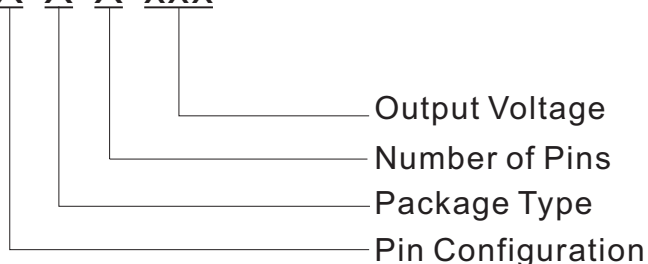 Output Voltage
Number of Pins
Package Type
Pin Configuration